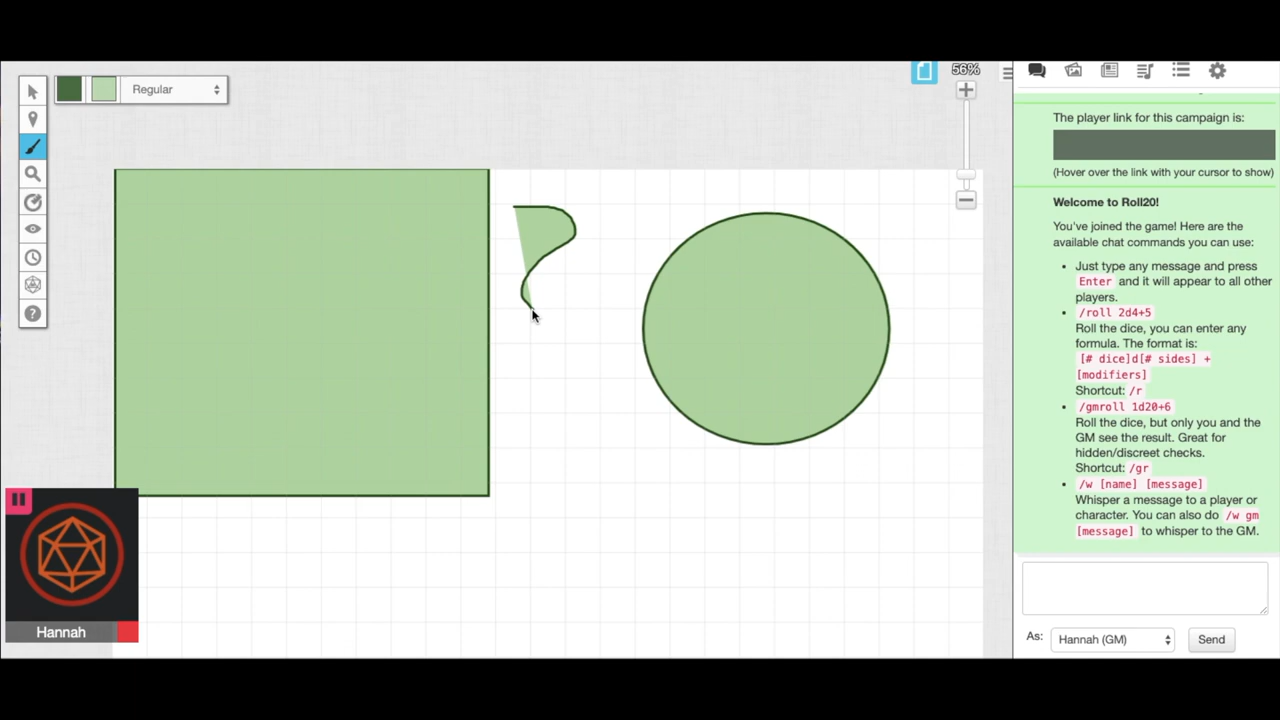 Regular
56%
The player link for this campaign is:
(Hover over the link with your cursor to show)
Welcome to Roll20!
You've joined the game! Here are the
available chat commands you can use:
Just type any message and press
Enter and it will appear to all other
players.
/roll 2d4+5
Roll the dice, you can enter any
formula. The format is:
[# dice]d[# sides] +
[modifiers]
Shortcut: /r
/gmroll 1d20+6
Roll the dice, but only you and the
GM see the result. Great for
hidden/discreet checks.
Shortcut: /gr
/w [name] [message]
Whisper a message to a player or
character. You can also do /w gm
[message] to whisper to the GM.
As: Hannah (GM) Send
Hannah